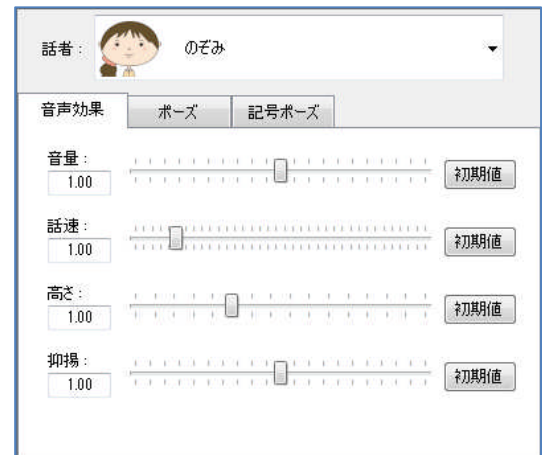 話者： のぞみ
音声効果 ポーズ 記号ポーズ
音量：
1.00 初期値
話速：
1.00 初期値
高さ：
1.00 初期値
抑揚：
1.00 初期値